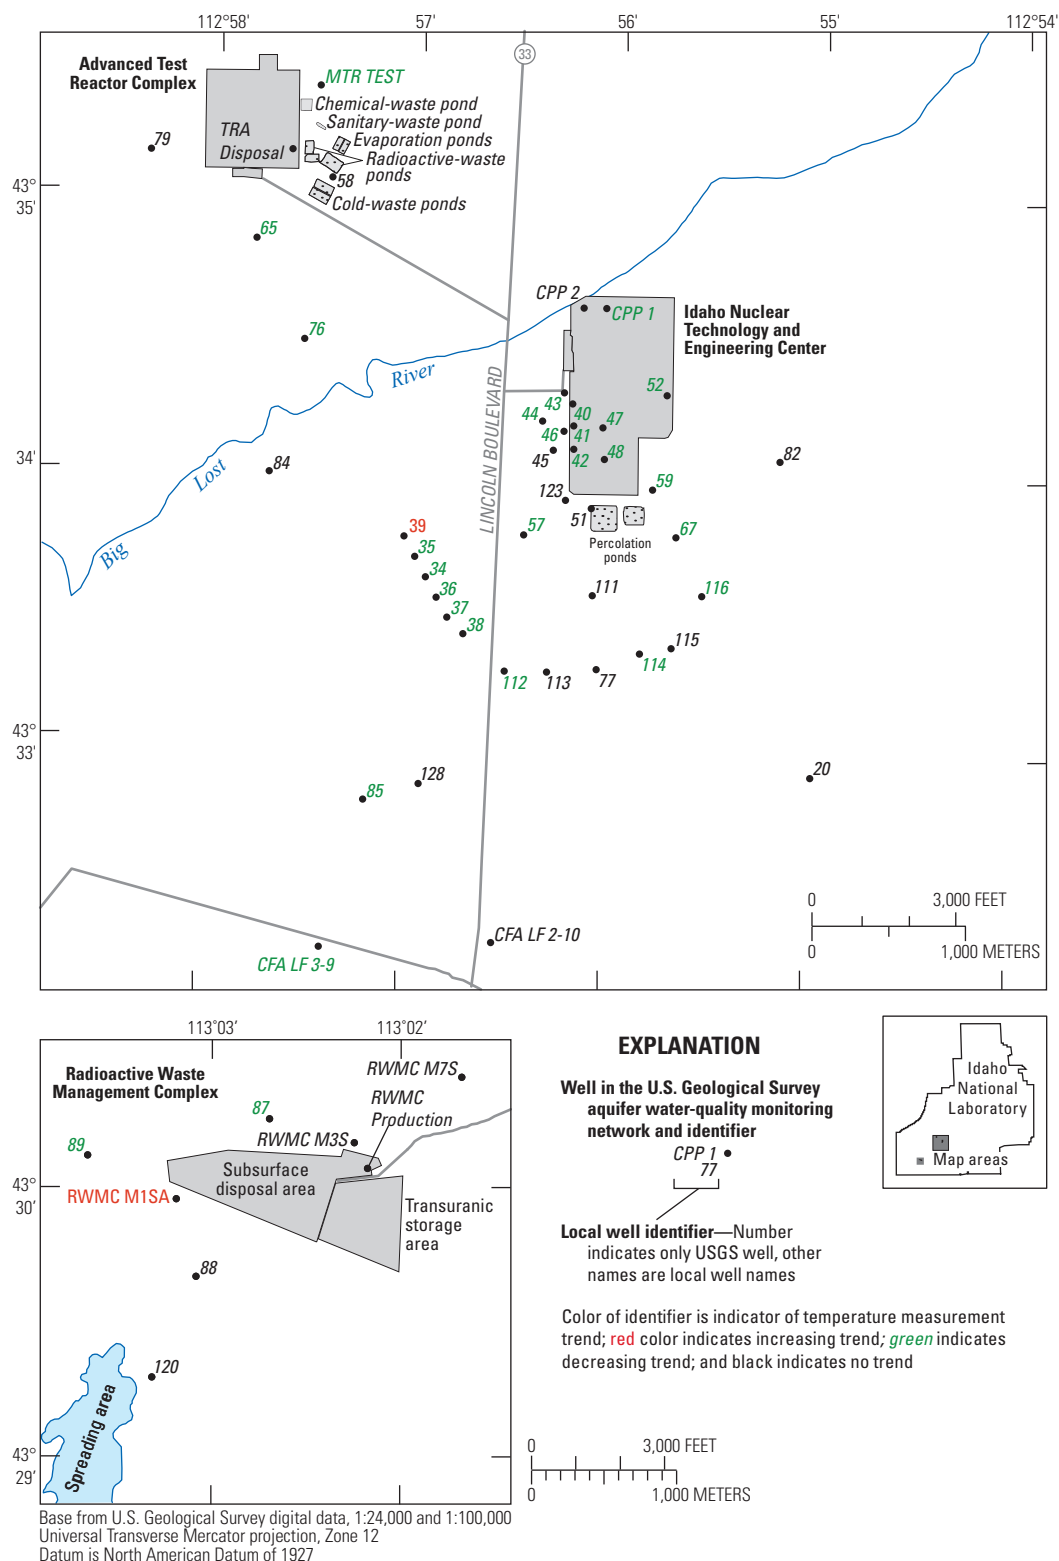 112°58'
57'
56'
55'
112°54'
33
Advanced Test
Reactor Complex
MTR TEST
Chemical-waste pond
Sanitary-waste pond
Evaporation ponds
TRA
Disposal
Radioactive-waste
ponds
79
58
Cold-waste ponds
43°
35'
65
CPP 2
CPP 1
Idaho Nuclear
Technology and
Engineering Center
76
River
LINCOLN BOULEVARD
52
43
44
40
47
46
41
45
42
48
82
34'
84
Lost
59
123
51
39
57
67
Percolation
ponds
Big
35
34
36
111
116
37
38
115
114
112
113
77
43°
33'
128
85
20
0
3,000 FEET
0
1,000 METERS
CFA LF 2-10
CFA LF 3-9
113°03'
113°02'
Radioactive Waste
Management Complex
RWMC M7S
RWMC
Production
87
RWMC M3S
89
Subsurface
disposal area
43°
30'
RWMC M1SA
Transuranic
storage
area
88
120
Spreading area
43°
29'
EXPLANATION
Well in the U.S. Geological Survey
aquifer water-quality monitoring
network and identifier
CPP 1
77
Local well identifier—Number
indicates only USGS well, other
names are local well names
Color of identifier is indicator of temperature measurement
trend; red color indicates increasing trend; green indicates
decreasing trend; and black indicates no trend
Idaho
National
Laboratory
Map areas
0
3,000 FEET
0
1,000 METERS
Base from U.S. Geological Survey digital data, 1:24,000 and 1:100,000
Universal Transverse Mercator projection, Zone 12
Datum is North American Datum of 1927